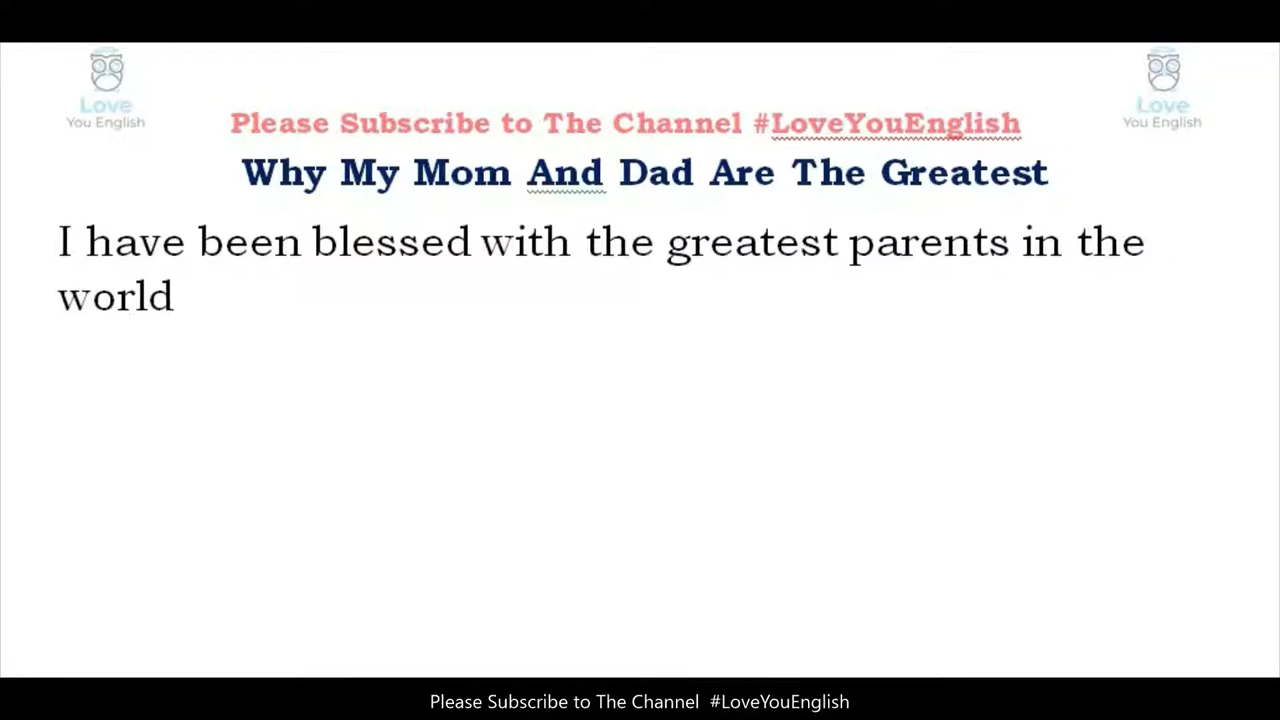 Love
You English
Love
You English
Please Subscribe to The Channel #LoveYouEnglish
Why My Mom And Dad Are The Greatest
I have been blessed with the greatest parents in the
world
Please Subscribe to The Channel #LoveYouEnglish